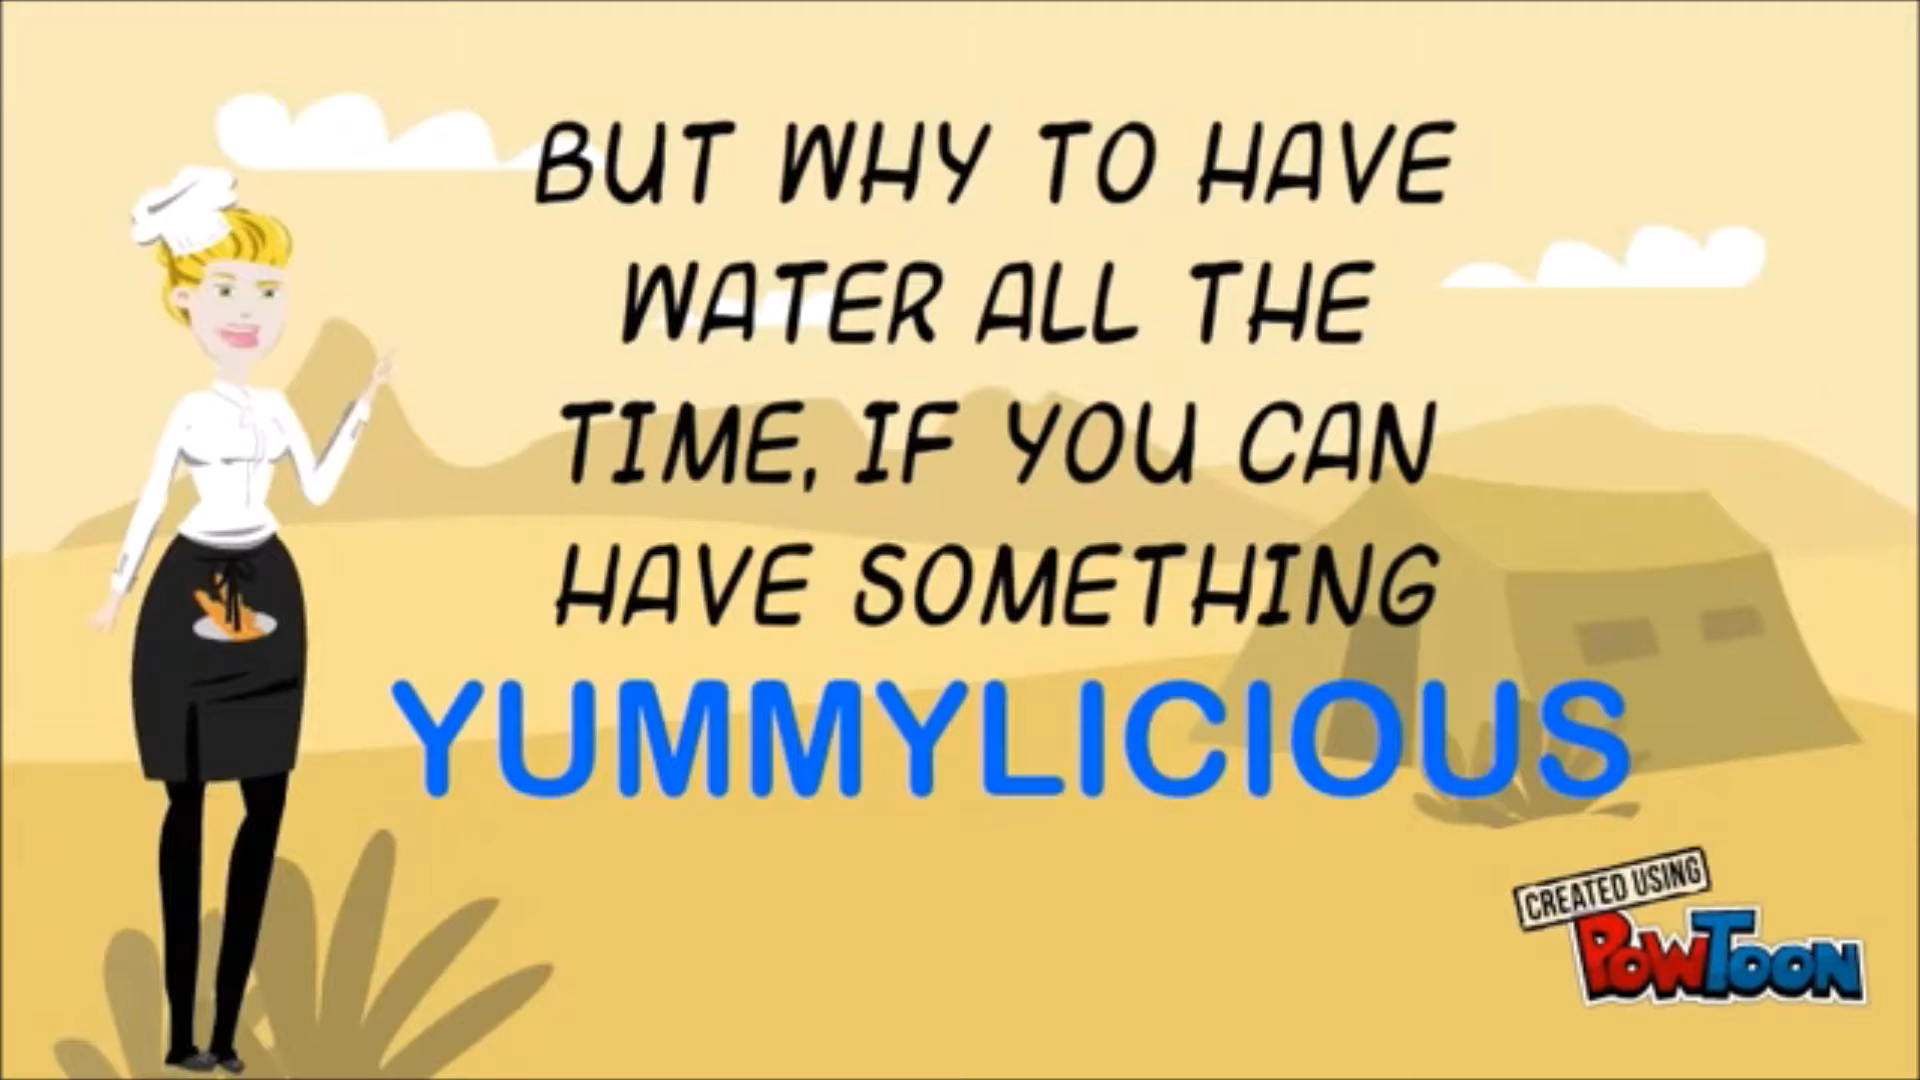 BUT WHY TO HAVE
WATER ALL THE
TIME, IF YOU CAN
HAVE SOMETHING
YUMMYLICIOUS
CREATED USING
POWTOON